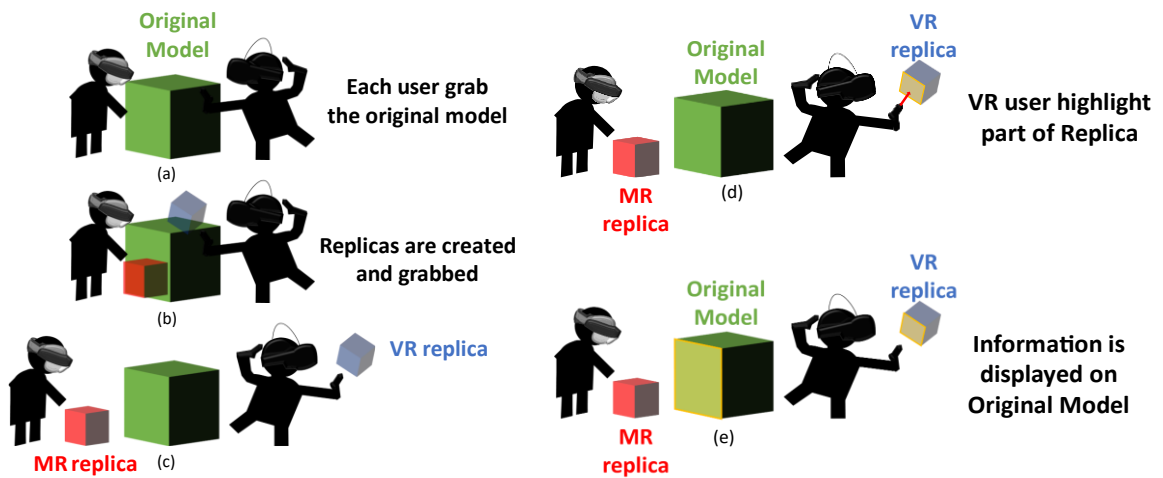 Original
Model
Each user grab
the original model
(a)
Replicas are created
and grabbed
(b)
VR replica
MR replica
(c)
VR
replica
Original
Model
VR user highlight
part of Replica
(d)
MR
replica
VR
replica
Original
Model
Information is
displayed on
Original Model
(e)
MR
replica